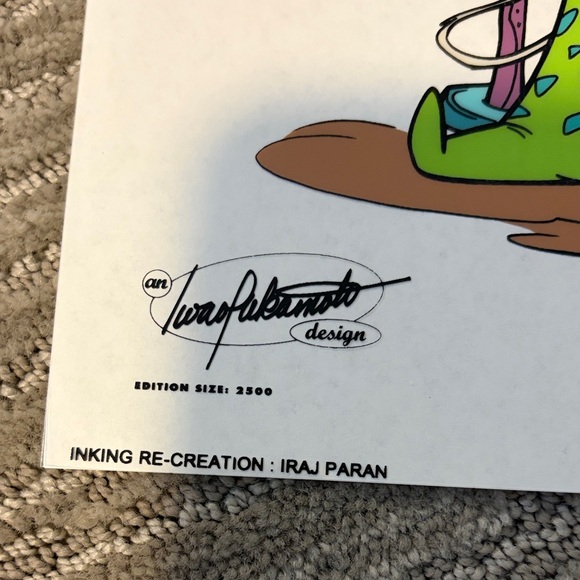 an
Iwao Takamoto
design
EDITION SIZE: 2500
INKING RE-CREATION : IRAJ PARAN